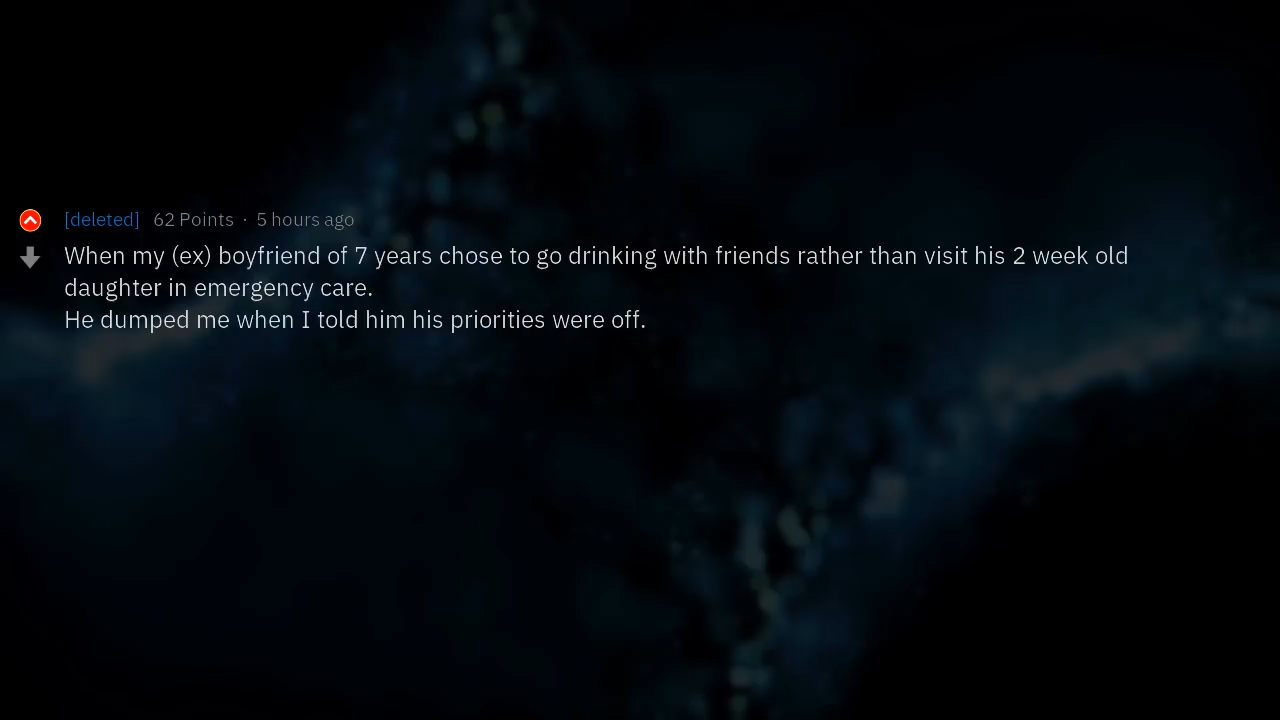 [deleted] 62 Points · 5 hours ago
When my (ex) boyfriend of 7 years chose to go drinking with friends rather than visit his 2 week old
daughter in emergency care.
He dumped me when I told him his priorities were off.